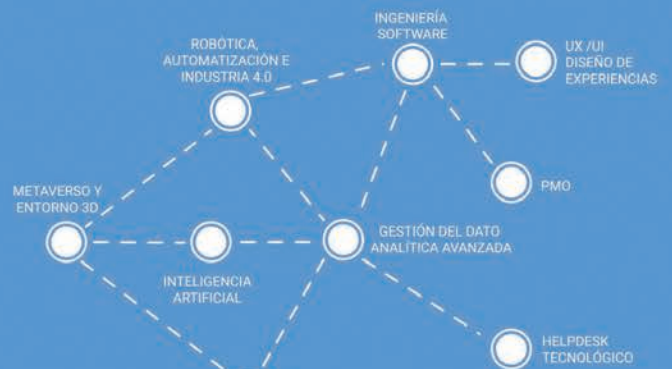 INGENIERÍA
SOFTWARE
ROBÓTICA,
AUTOMATIZACIÓN E
INDUSTRIA 4.0
UX /UI
DISEÑO DE
EXPERIENCIAS
METAVERSO Y
ENTORNO 3D
PMO
GESTIÓN DEL DATO
ANALÍTICA AVANZADA
INTELIGENCIA
ARTIFICIAL
HELPDESK
TECNOLÓGICO